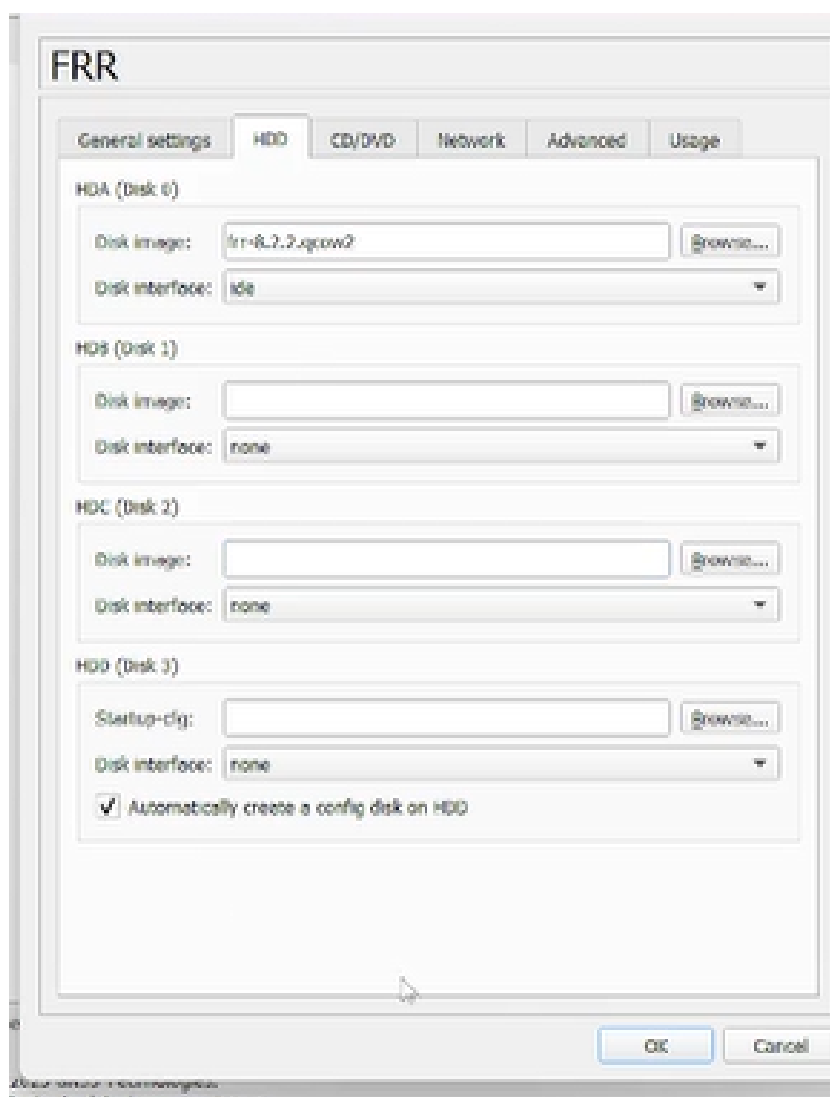 FRR
General settings HDD CD/DVD Network Advanced Usage
HDA (Disk 0)
Disk image: frr-8.2.2.qcow2 Browse...
Disk interface: ide
HDB (Disk 1)
Disk image: Browse...
Disk interface: none
HDC (Disk 2)
Disk image: Browse...
Disk interface: none
HDD (Disk 3)
Startup-cfg: Browse...
Disk interface: none
Automatically create a config disk on HDD
OK Cancel
Technologies.